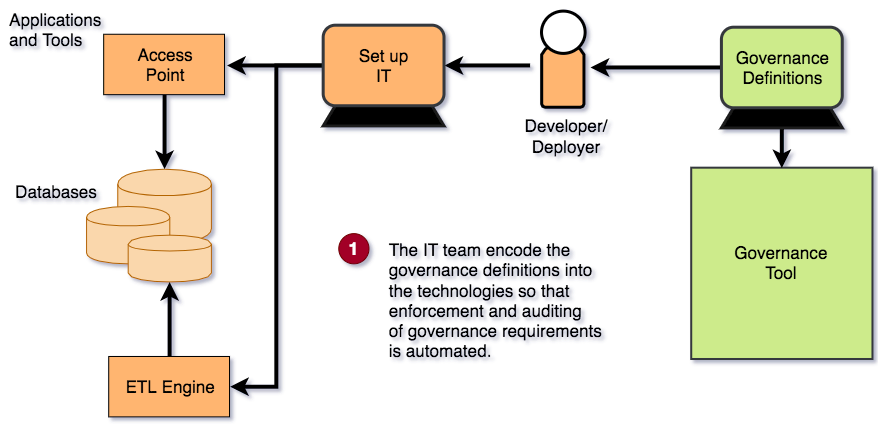 Applications
and Tools
Access
Point
Set up
IT
Developer/
Deployer
Governance
Definitions
Databases
Governance
Tool
1
The IT team encode the
governance definitions into
the technologies so that
enforcement and auditing
of governance requirements
is automated.
ETL Engine